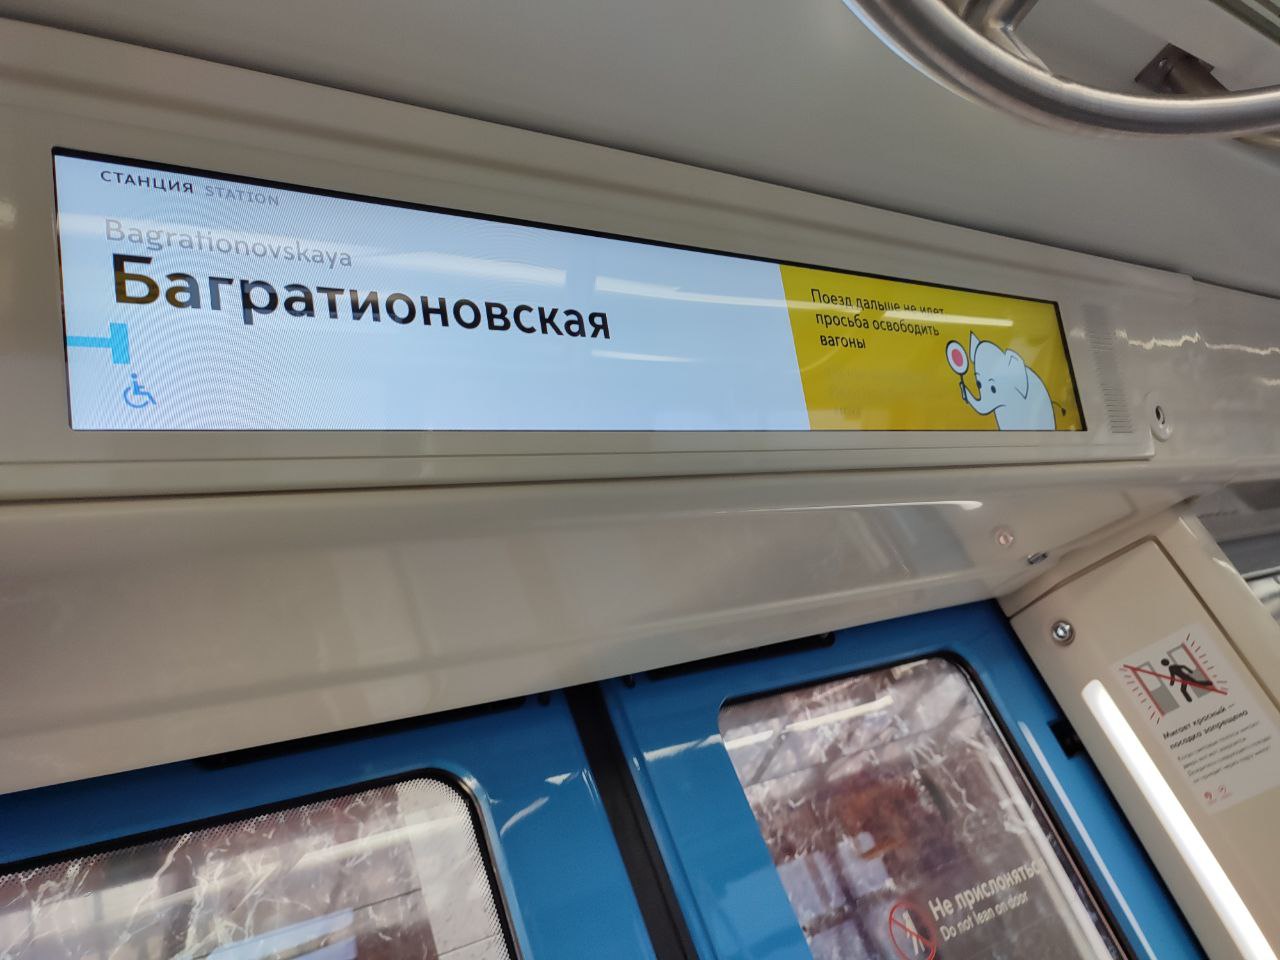 СТАНЦИЯ STATION
Bagrationovskaya
Багратионовская
Поезд дальше не идет
просьба освободить
вагоны
Мигает красный —
посадка запрещена
Не прислоняться
Do not lean on door